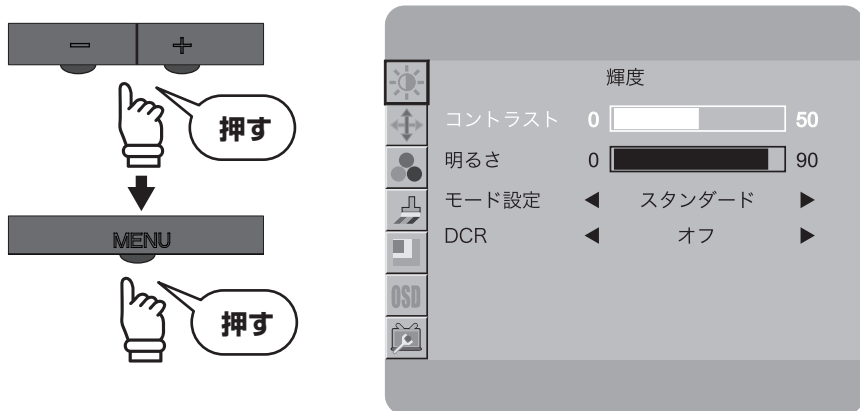 − +
押す
MENU
押す
輝度
コントラスト 0 50
明るさ 0 90
モード設定 ◀ スタンダード ▶
DCR ◀ オフ ▶
OSD